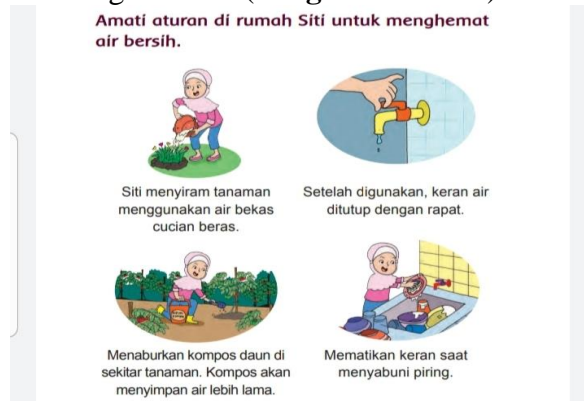 Amati aturan di rumah Siti untuk menghemat
air bersih.
Siti menyiram tanaman
menggunakan air bekas
cucian beras.
Setelah digunakan, keran air
ditutup dengan rapat.
Menaburkan kompos daun di
sekitar tanaman. Kompos akan
menyimpan air lebih lama.
Mematikan keran saat
menyabuni piring.